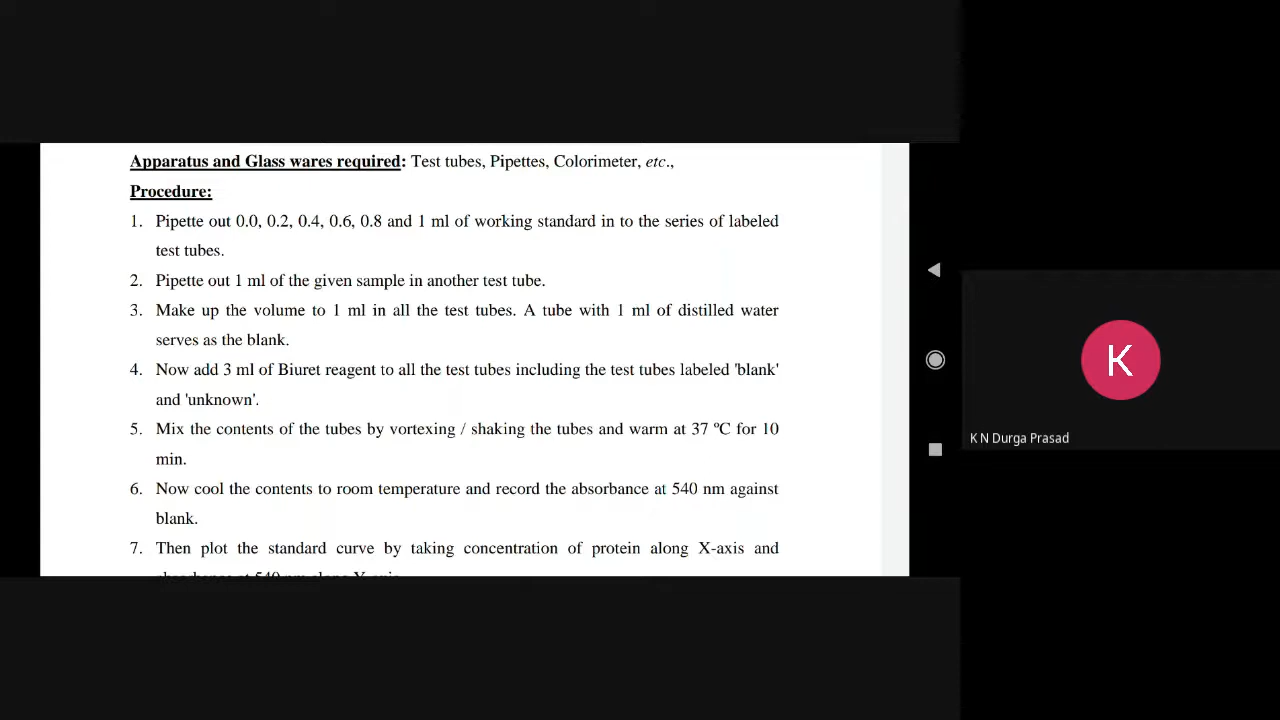 Apparatus and Glass wares required: Test tubes, Pipettes, Colorimeter, etc.,
Procedure:
1. Pipette out 0.0, 0.2, 0.4, 0.6, 0.8 and 1 ml of working standard in to the series of labeled
test tubes.
2. Pipette out 1 ml of the given sample in another test tube.
3. Make up the volume to 1 ml in all the test tubes. A tube with 1 ml of distilled water
serves as the blank.
4. Now add 3 ml of Biuret reagent to all the test tubes including the test tubes labeled 'blank'
and 'unknown'.
5. Mix the contents of the tubes by vortexing / shaking the tubes and warm at 37 ºC for 10
min.
6. Now cool the contents to room temperature and record the absorbance at 540 nm against
blank.
7. Then plot the standard curve by taking concentration of protein along X-axis and
K
K N Durga Prasad